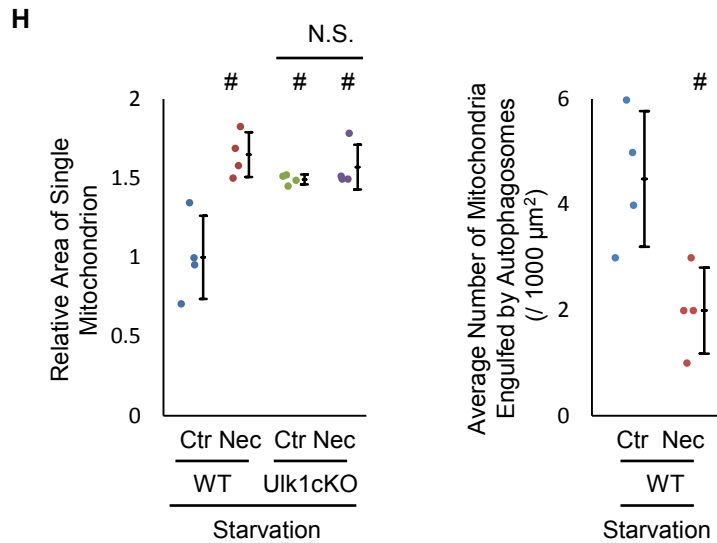 H
N.S.
# # #
Relative Area of Single
Mitochondrion
2
1.5
1
0.5
0
Ctr Nec Ctr Nec
WT Ulk1cKO
Starvation
#
Average Number of Mitochondria
Engulfed by Autophagosomes
(/ 1000 µm²)
6
4
2
0
Ctr Nec
WT
Starvation